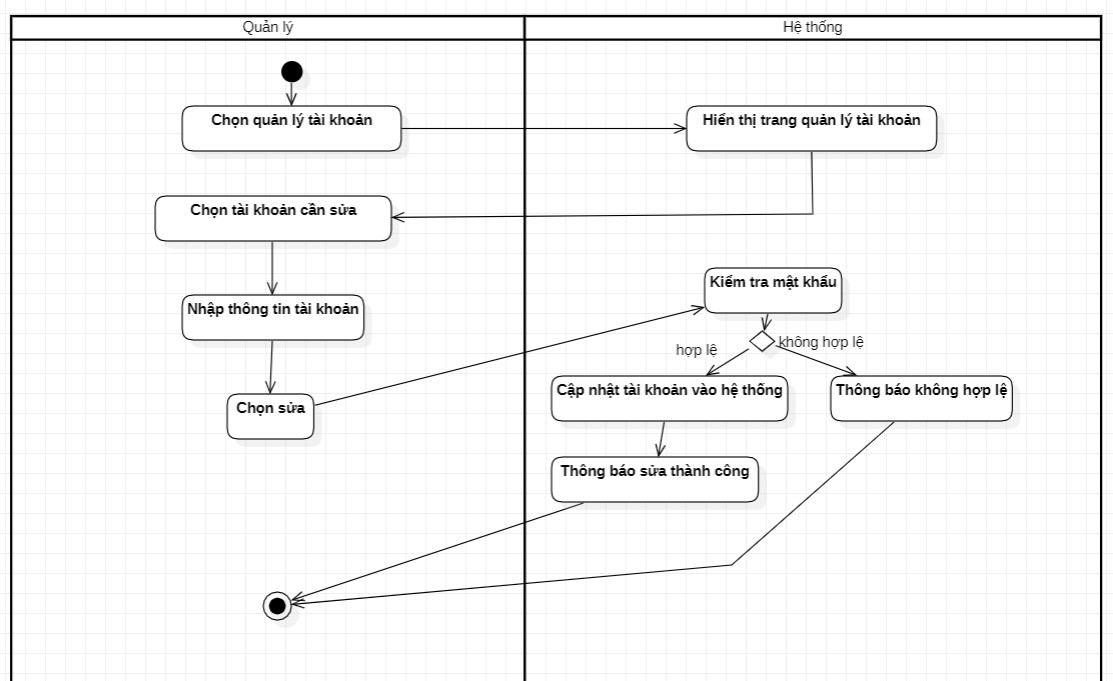 Quản lý
Hệ thống
Chọn quản lý tài khoản
Hiển thị trang quản lý tài khoản
Chọn tài khoản cần sửa
Kiểm tra mật khẩu
Nhập thông tin tài khoản
hợp lệ
không hợp lệ
Cập nhật tài khoản vào hệ thống
Thông báo không hợp lệ
Chọn sửa
Thông báo sửa thành công